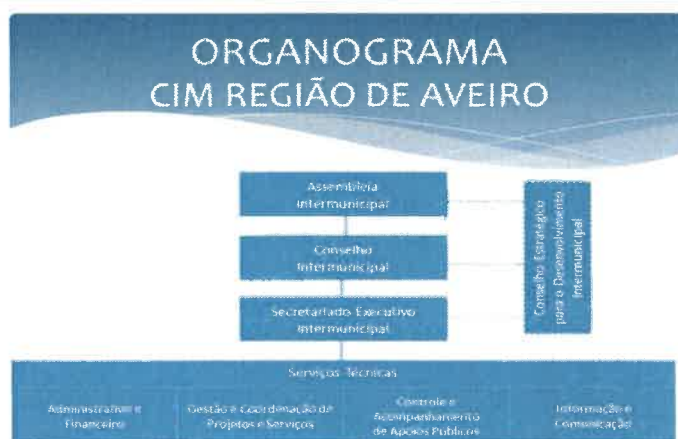 ORGANOGRAMA
CIM REGIÃO DE AVEIRO
Assembleia
Intermunicipal
Conselho
Intermunicipal
Secretariado Executivo
Intermunicipal
Conselho Estratégico
para o Desenvolvimento
Intermunicipal
Serviços Técnicos
Administrativo e
Financeiro
Gestão e Coordenação de
Projetos e Serviços
Controle e
Acompanhamento
de Apoios Públicos
Informação e
Comunicação